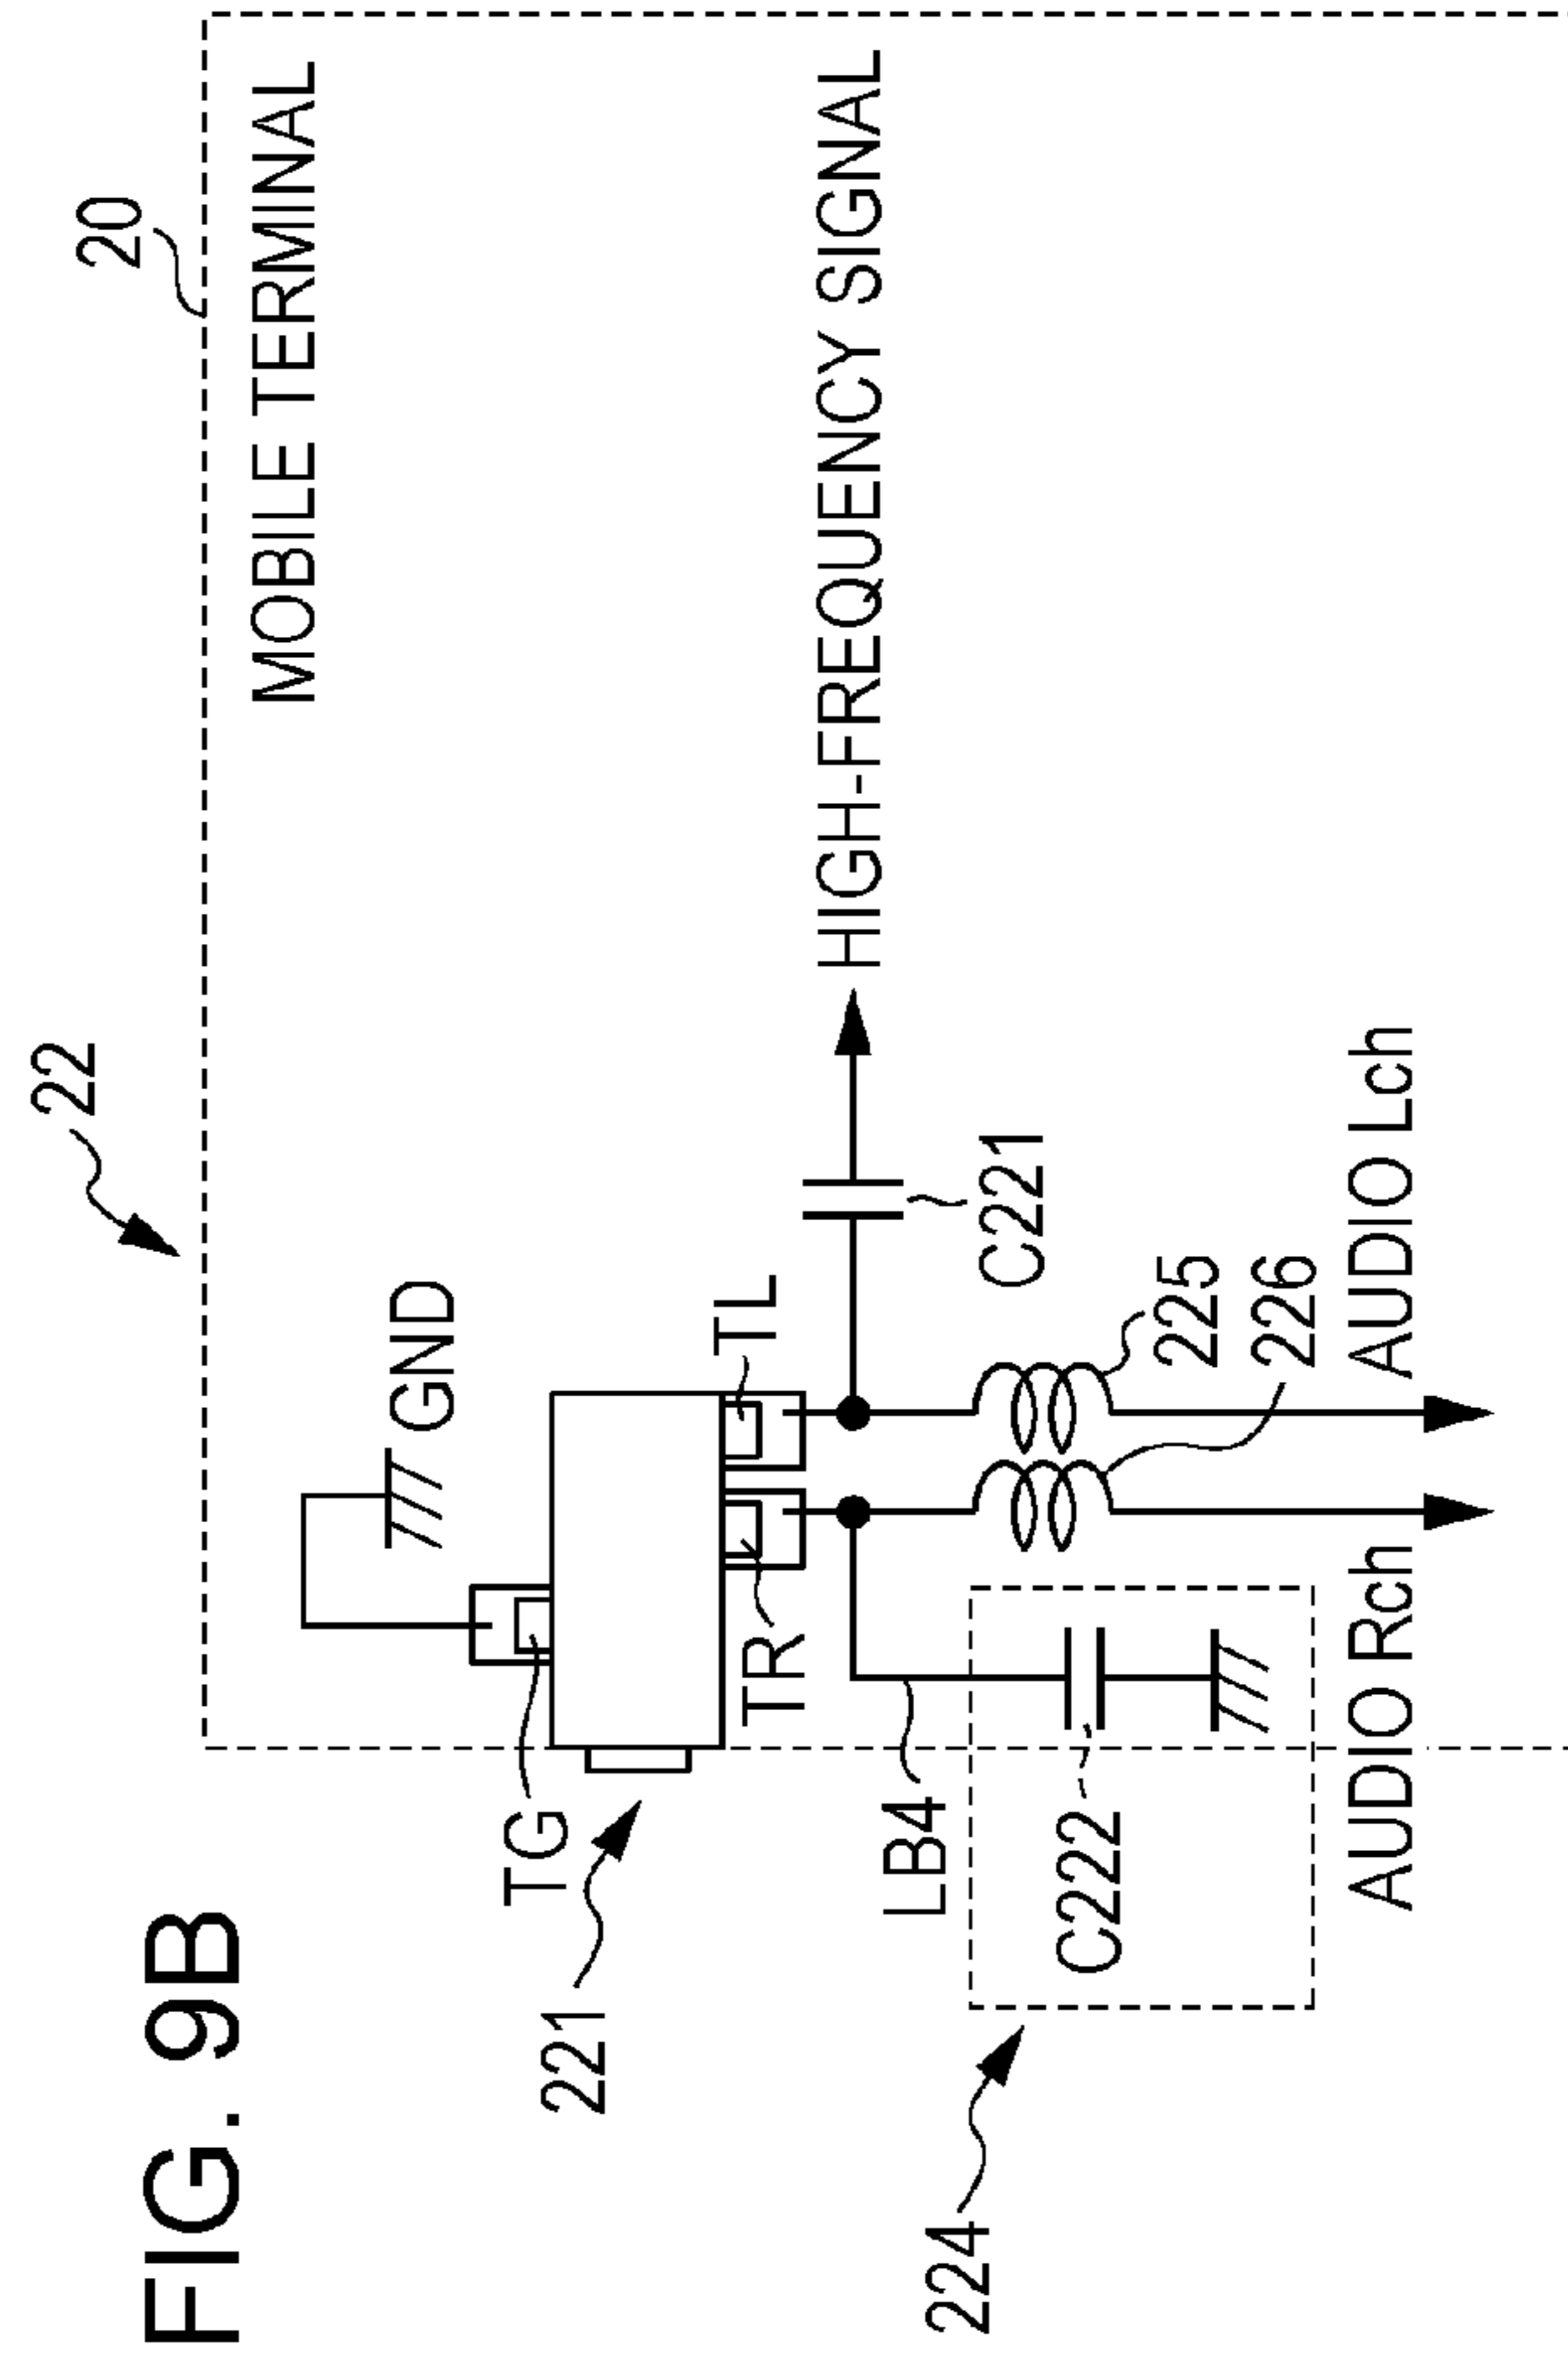 FIG. 9B
22
20
MOBILE TERMINAL
GND
TG
221
TL
TR
HIGH-FREQUENCY SIGNAL
LB4
C221
224
C222
225
226
AUDIO Rch
AUDIO Lch